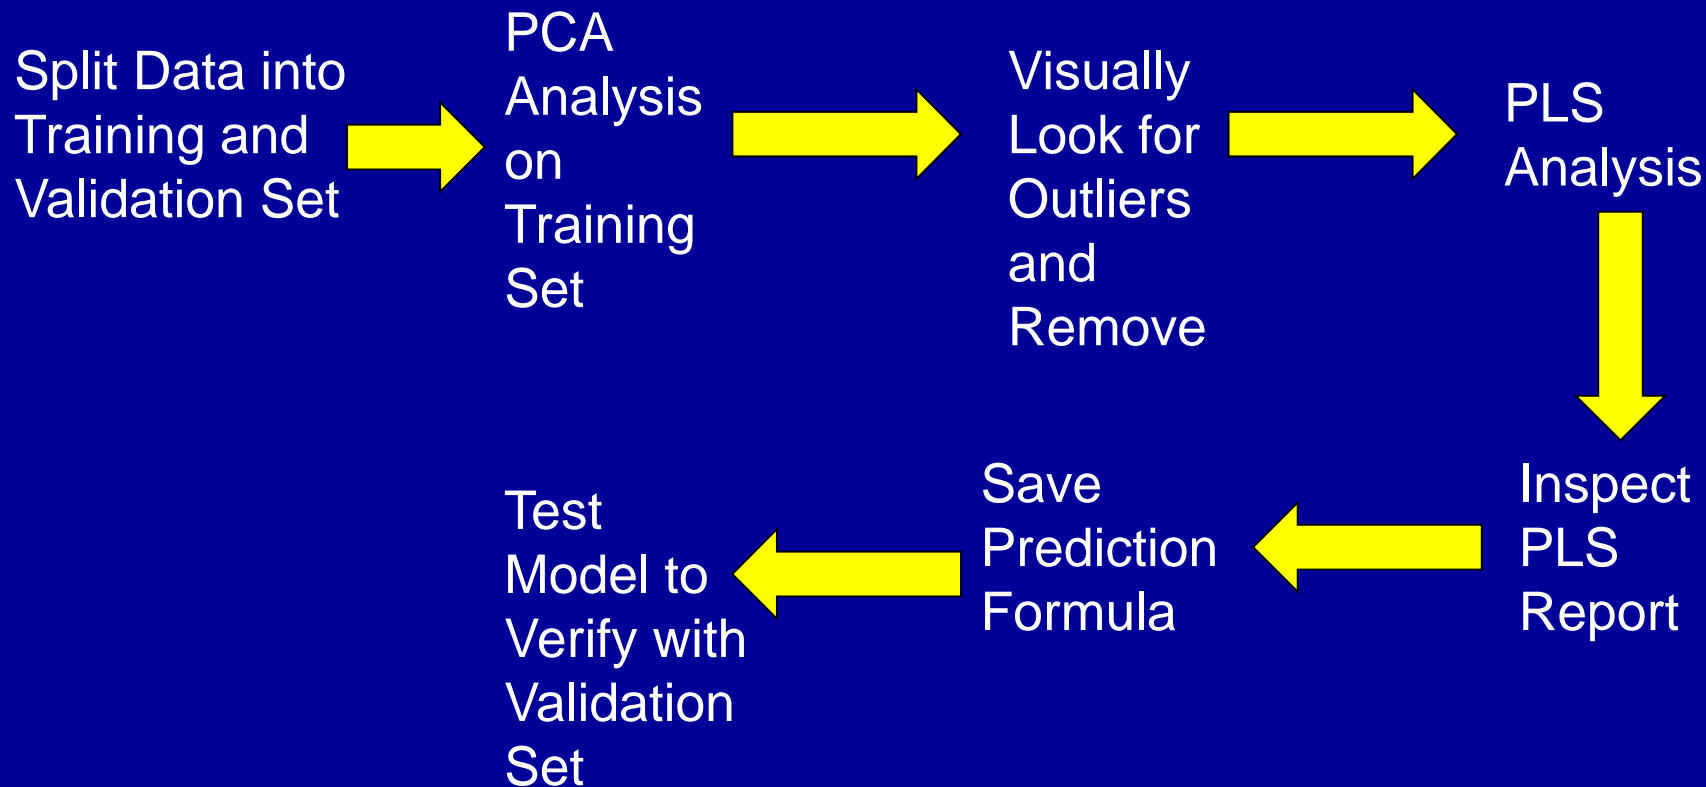 Split Data into
Training and
Validation Set
PCA
Analysis
on
Training
Set
Visually
Look for
Outliers
and
Remove
PLS
Analysis
Inspect
PLS
Report
Save
Prediction
Formula
Test
Model to
Verify with
Validation
Set